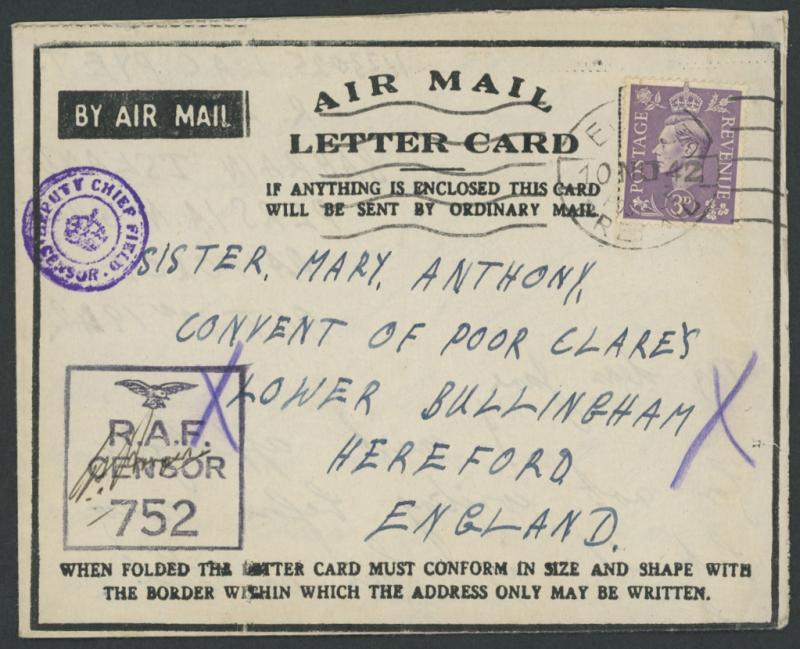 AIR MAIL
BY AIR MAIL
LETTER CARD
IF ANYTHING IS ENCLOSED THIS CARD
WILL BE SENT BY ORDINARY MAIL
POSTAGE
REVENUE
3D
10 42
DEPUTY CHIEF FIELD
CENSOR
SISTER, MARY, ANTHONY,
CONVENT OF POOR CLARE'S
LOWER BULLINGHAM
HEREFORD
ENGLAND.
R.A.F.
CENSOR
752
WHEN FOLDED THE LETTER CARD MUST CONFORM IN SIZE AND SHAPE WITH
THE BORDER WITHIN WHICH THE ADDRESS ONLY MAY BE WRITTEN.